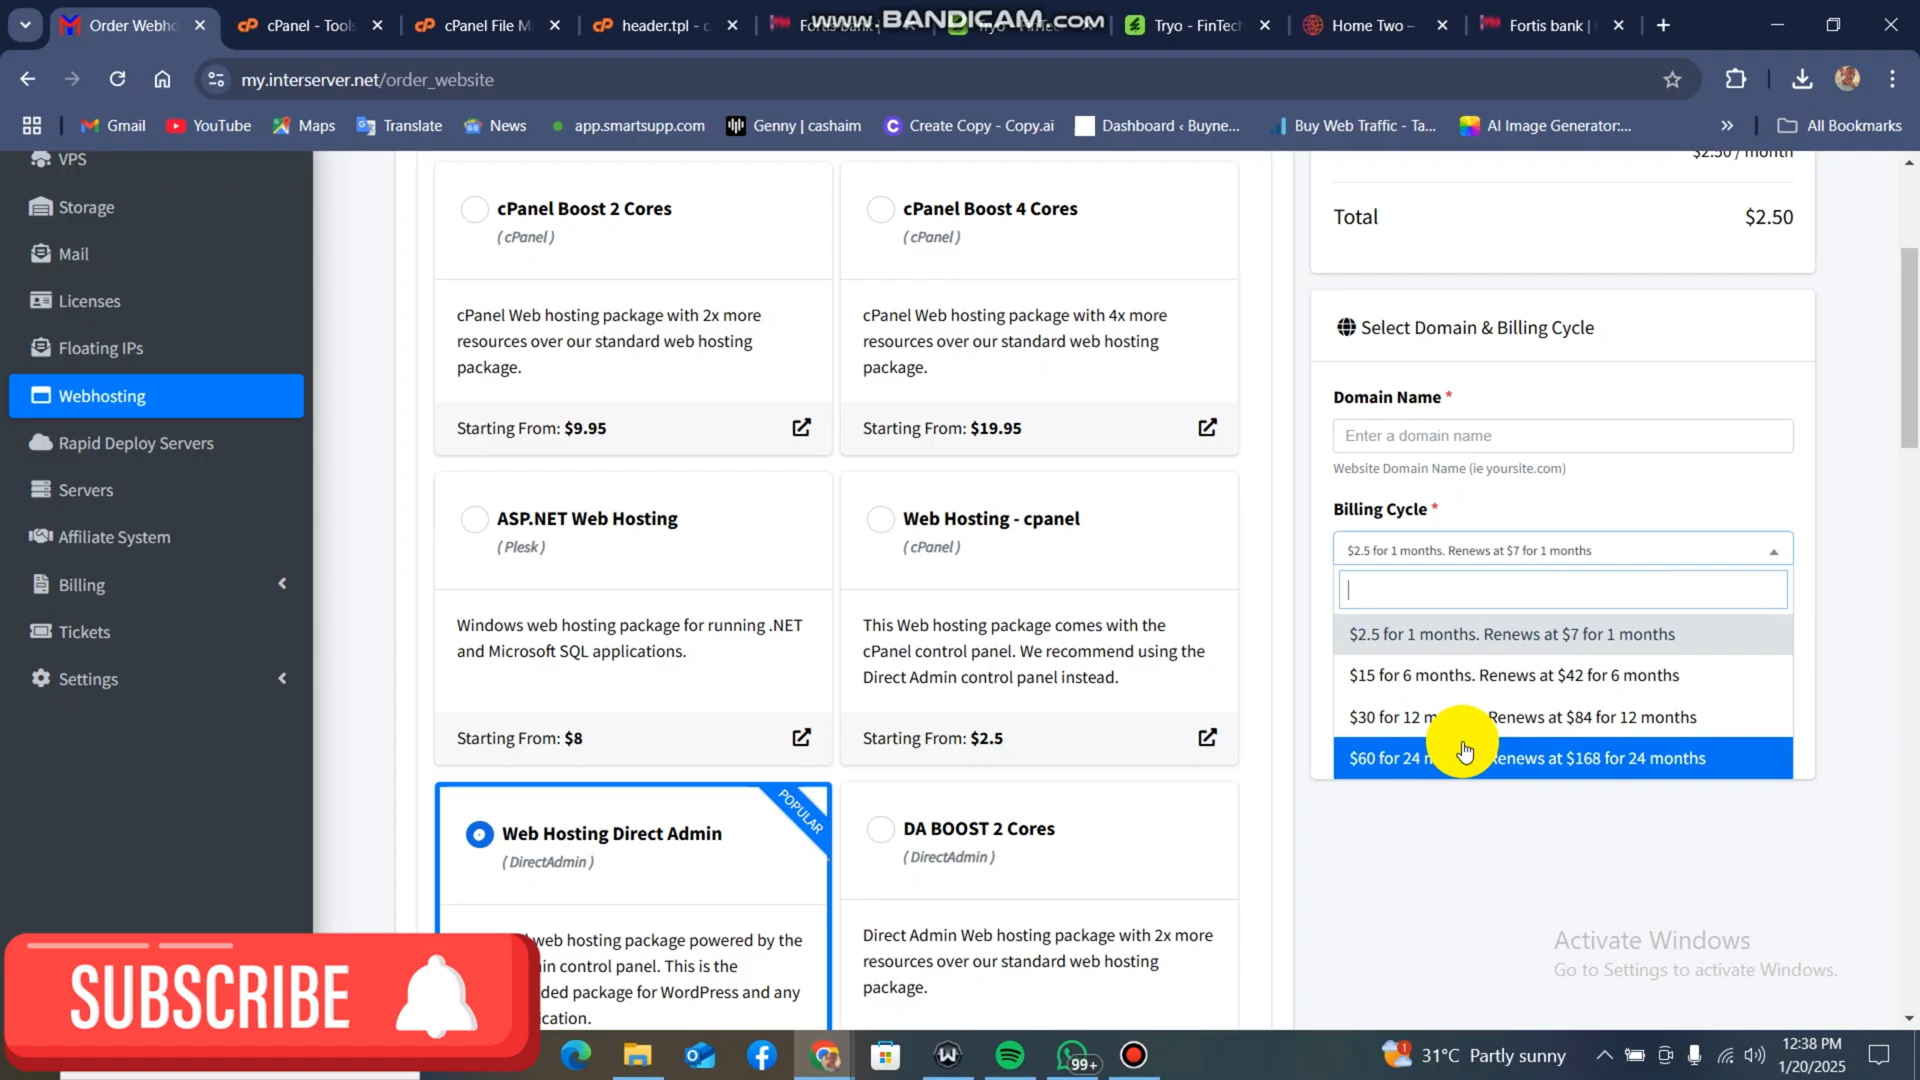 Order Webho
cPanel - Tools
cPanel File M
header.tpl - c
Fortis bank |
Tryo - FinTech
Tryo - FinTech
Home Two –
Fortis bank |
WWW.BANDICAM.COM
my.interserver.net/order_website
Gmail
YouTube
Maps
Translate
News
app.smartsupp.com
Genny | cashaim
Create Copy - Copy.ai
Dashboard ‹ Buyne...
Buy Web Traffic - Ta...
AI Image Generator:...
All Bookmarks
VPS
Storage
Mail
Licenses
Floating IPs
Webhosting
Rapid Deploy Servers
Servers
Affiliate System
Billing
Tickets
Settings
cPanel Boost 2 Cores
( cPanel )
cPanel Web hosting package with 2x more
resources over our standard web hosting
package.
Starting From: $9.95
cPanel Boost 4 Cores
( cPanel )
cPanel Web hosting package with 4x more
resources over our standard web hosting
package.
Starting From: $19.95
ASP.NET Web Hosting
( Plesk )
Windows web hosting package for running .NET
and Microsoft SQL applications.
Starting From: $8
Web Hosting - cpanel
( cPanel )
This Web hosting package comes with the
cPanel control panel. We recommend using the
Direct Admin control panel instead.
Starting From: $2.5
POPULAR
Web Hosting Direct Admin
( DirectAdmin )
web hosting package powered by the
in control panel. This is the
ded package for WordPress and any
ication.
DA BOOST 2 Cores
( DirectAdmin )
Direct Admin Web hosting package with 2x more
resources over our standard web hosting
package.
$2.50 / month
Total $2.50
Select Domain & Billing Cycle
Domain Name *
Enter a domain name
Website Domain Name (ie yoursite.com)
Billing Cycle *
$2.5 for 1 months. Renews at $7 for 1 months
$2.5 for 1 months. Renews at $7 for 1 months
$15 for 6 months. Renews at $42 for 6 months
$30 for 12 m Renews at $84 for 12 months
$60 for 24 m enews at $168 for 24 months
Activate Windows
Go to Settings to activate Windows.
SUBSCRIBE
99+
1
31°C Partly sunny
12:38 PM
1/20/2025